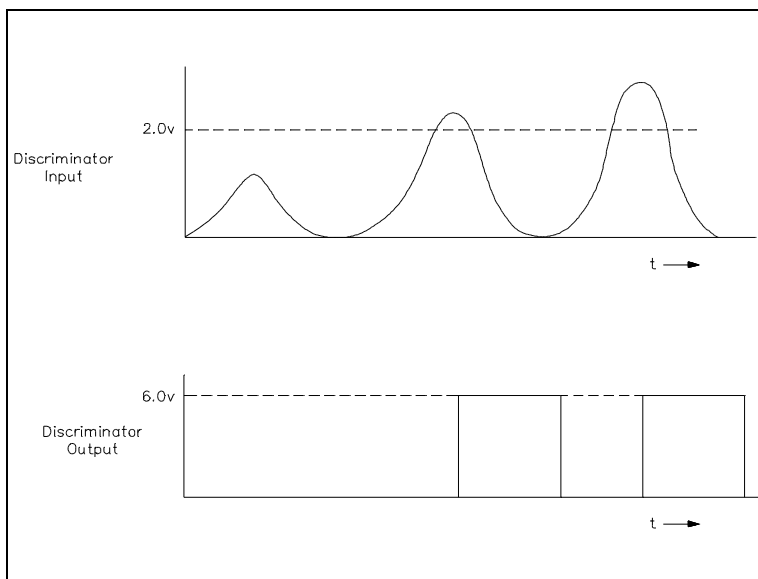 2.0v
Discriminator
Input
t
6.0v
Discriminator
Output
t